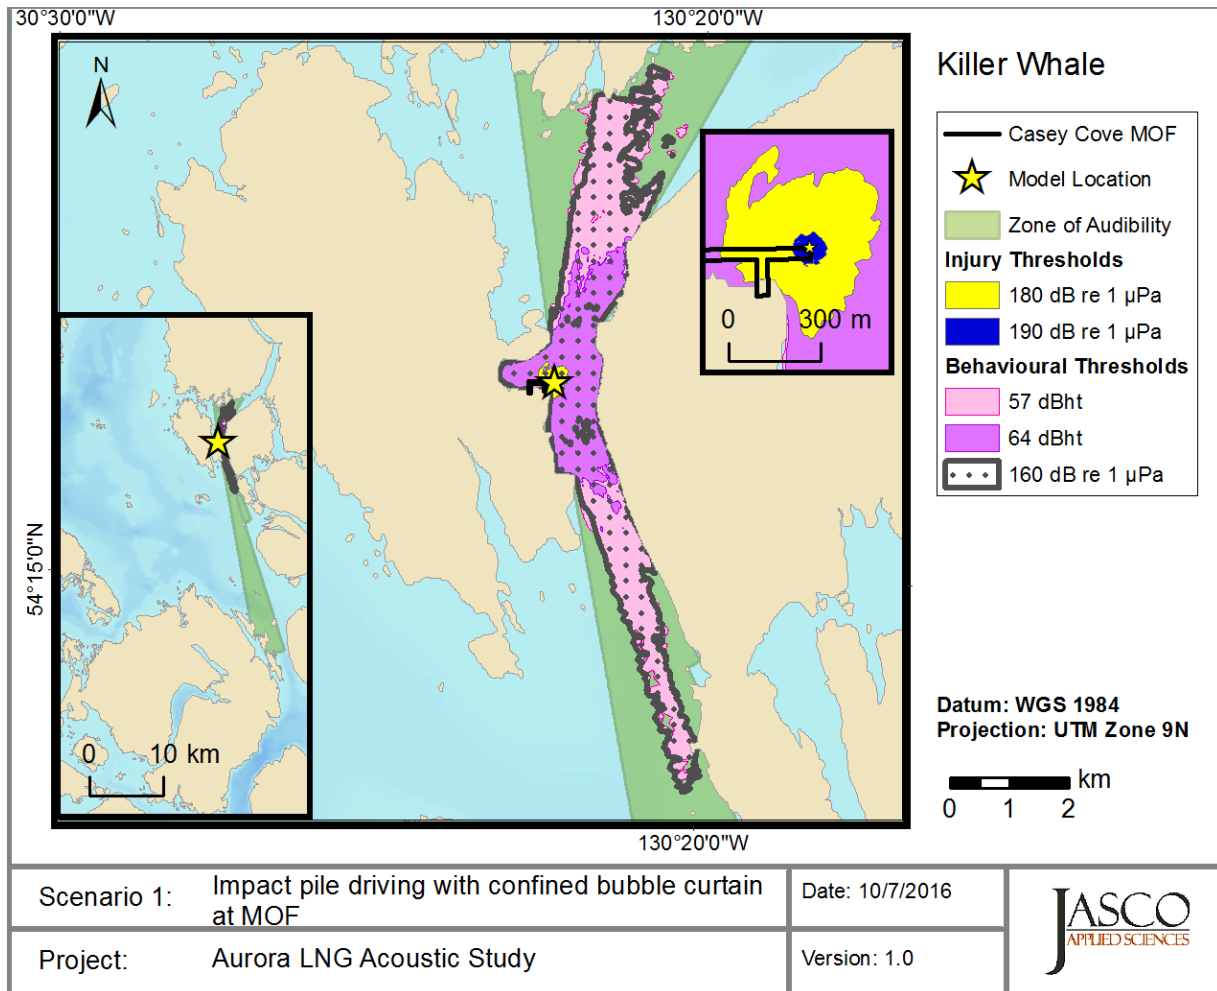 30°30'0"W
130°20'0"W
N
54°15'0"N
0 10 km
0 300 m
130°20'0"W
Killer Whale
Casey Cove MOF
Model Location
Zone of Audibility
Injury Thresholds
180 dB re 1 µPa
190 dB re 1 µPa
Behavioural Thresholds
57 dBht
64 dBht
160 dB re 1 µPa
Datum: WGS 1984
Projection: UTM Zone 9N
km
0 1 2
Scenario 1:
Impact pile driving with confined bubble curtain
at MOF
Date: 10/7/2016
Project:
Aurora LNG Acoustic Study
Version: 1.0
JASCO
APPLIED SCIENCES